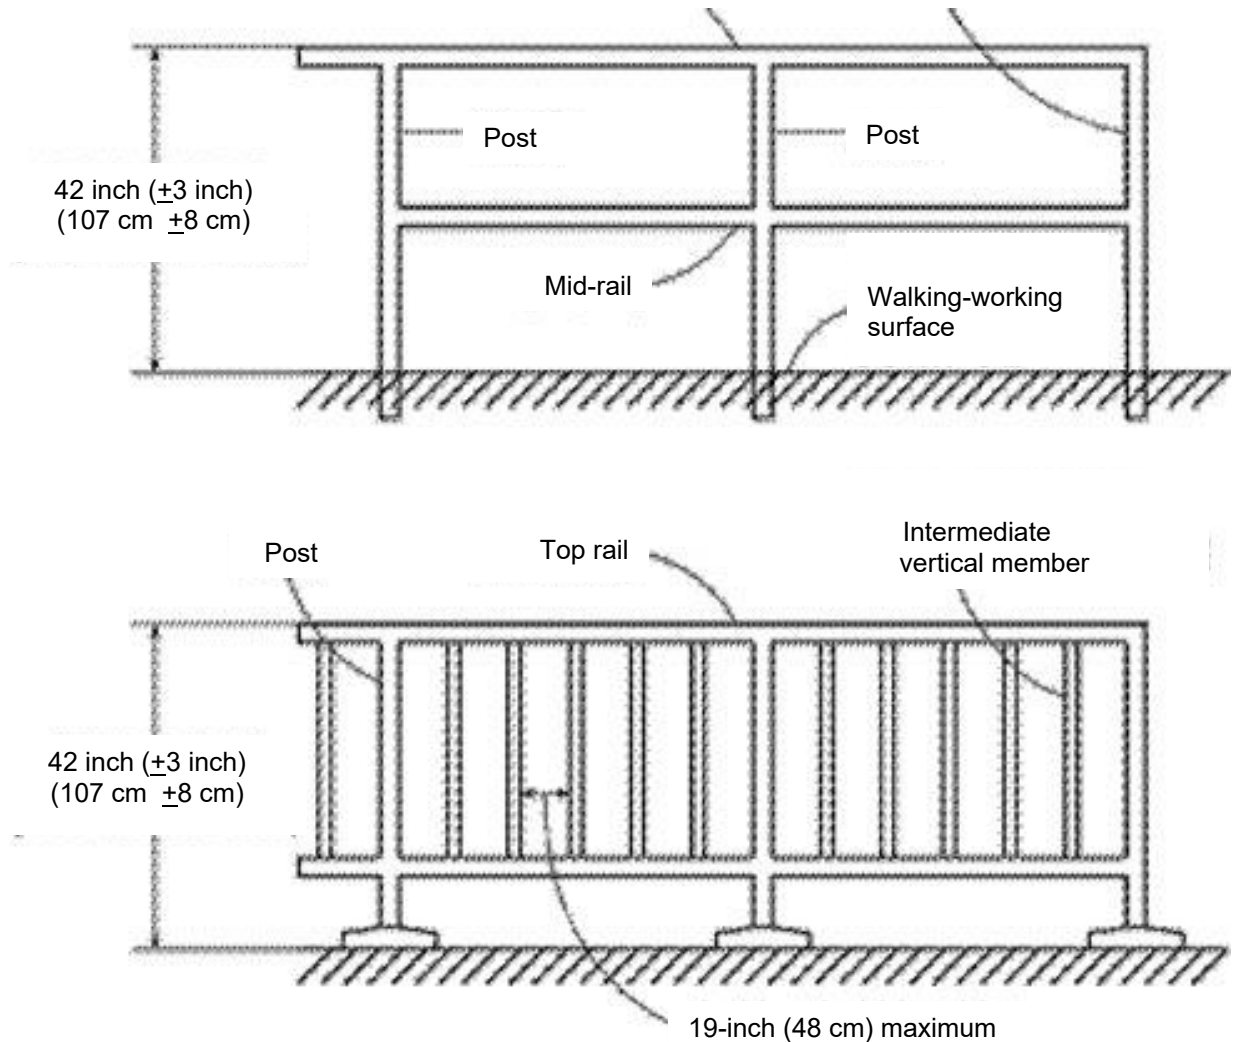 Post
Post
42 inch (+3 inch)
(107 cm +8 cm)
Mid-rail
Walking-working
surface
Post
Top rail
Intermediate
vertical member
42 inch (+3 inch)
(107 cm +8 cm)
19-inch (48 cm) maximum